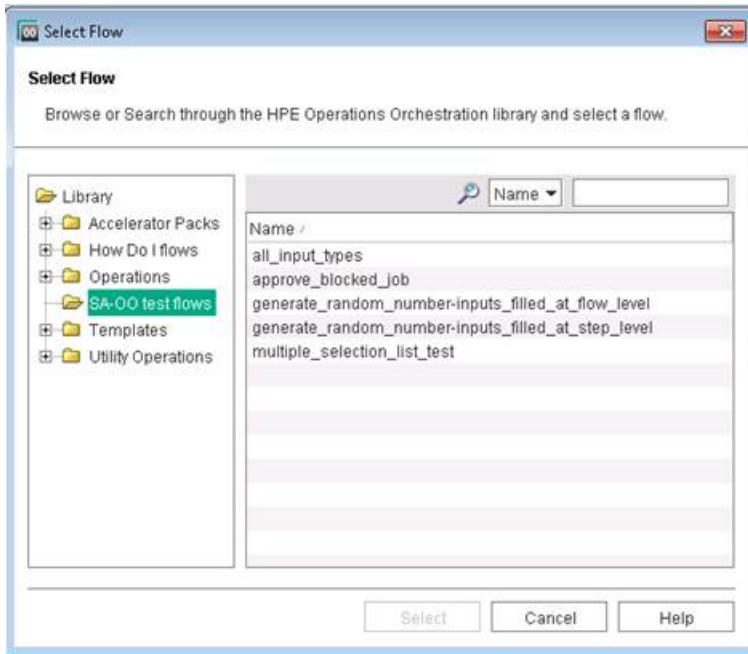 OO Select Flow
Select Flow
Browse or Search through the HPE Operations Orchestration library and select a flow.
Library
Accelerator Packs
How Do I flows
Operations
SA-OO test flows
Templates
Utility Operations
Name
Name
all_input_types
approve_blocked_job
generate_random_number-inputs_filled_at_flow_level
generate_random_number-inputs_filled_at_step_level
multiple_selection_list_test
Select
Cancel
Help